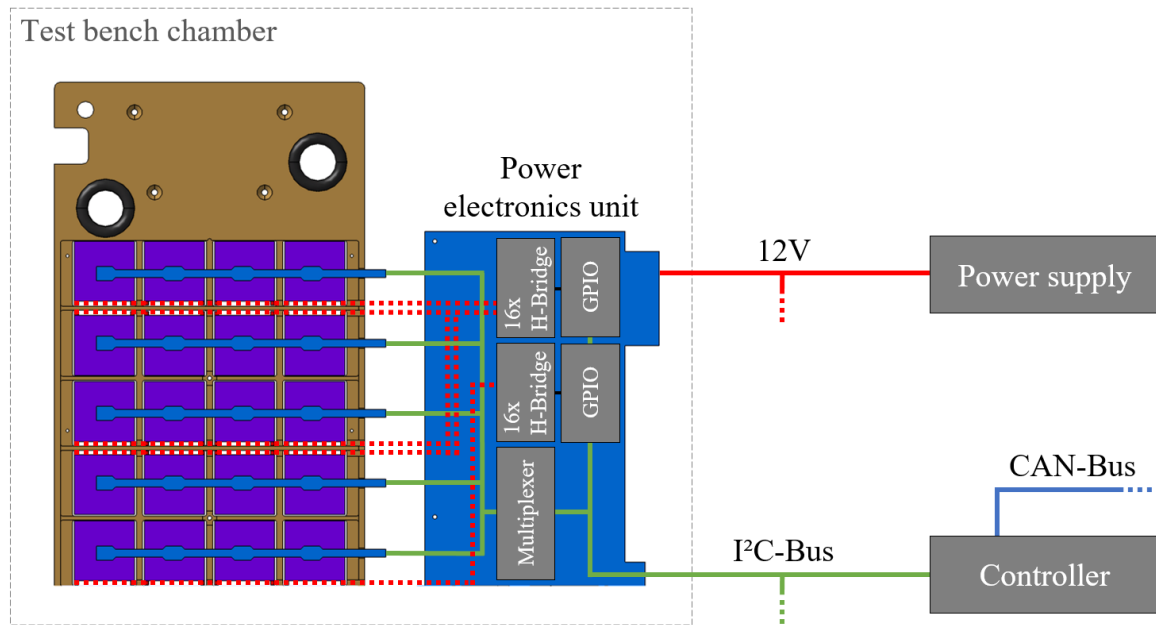 Test bench chamber
Power
electronics unit
12V
Power supply
16x
H-Bridge
GPIO
16x
H-Bridge
GPIO
Multiplexer
CAN-Bus
I²C-Bus
Controller